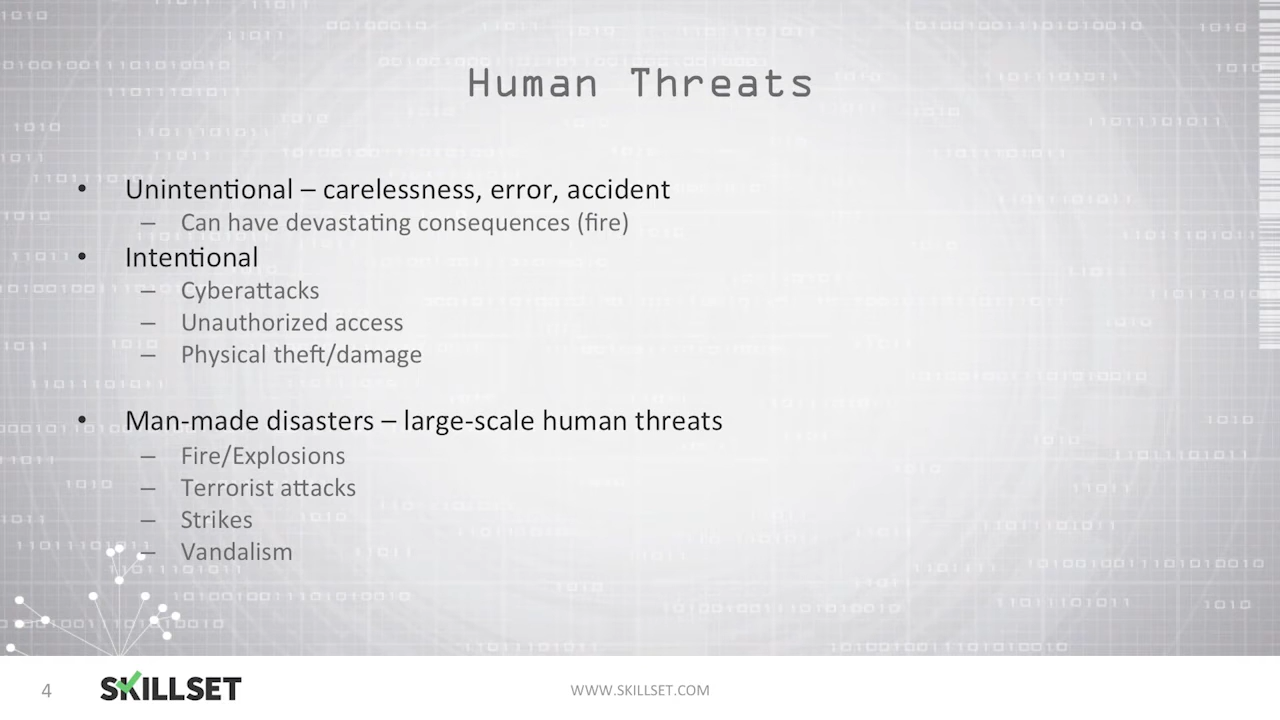 Human Threats
• Unintentional – carelessness, error, accident
– Can have devastating consequences (fire)
• Intentional
– Cyberattacks
– Unauthorized access
– Physical theft/damage
• Man-made disasters – large-scale human threats
– Fire/Explosions
– Terrorist attacks
– Strikes
– Vandalism
4
SKILLSET
WWW.SKILLSET.COM